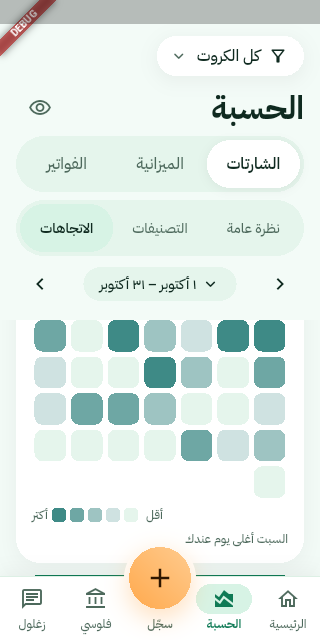 DEBUG
كل الكروت
الحسبة
الشارتات
الميزانية
الفواتير
نظرة عامة
التصنيفات
الاتجاهات
١ أكتوبر – ٣١ أكتوبر
أقل
أكتر
السبت أغلى يوم عندك
الرئيسية
الحسبة
سجّل
فلوسي
زغلول